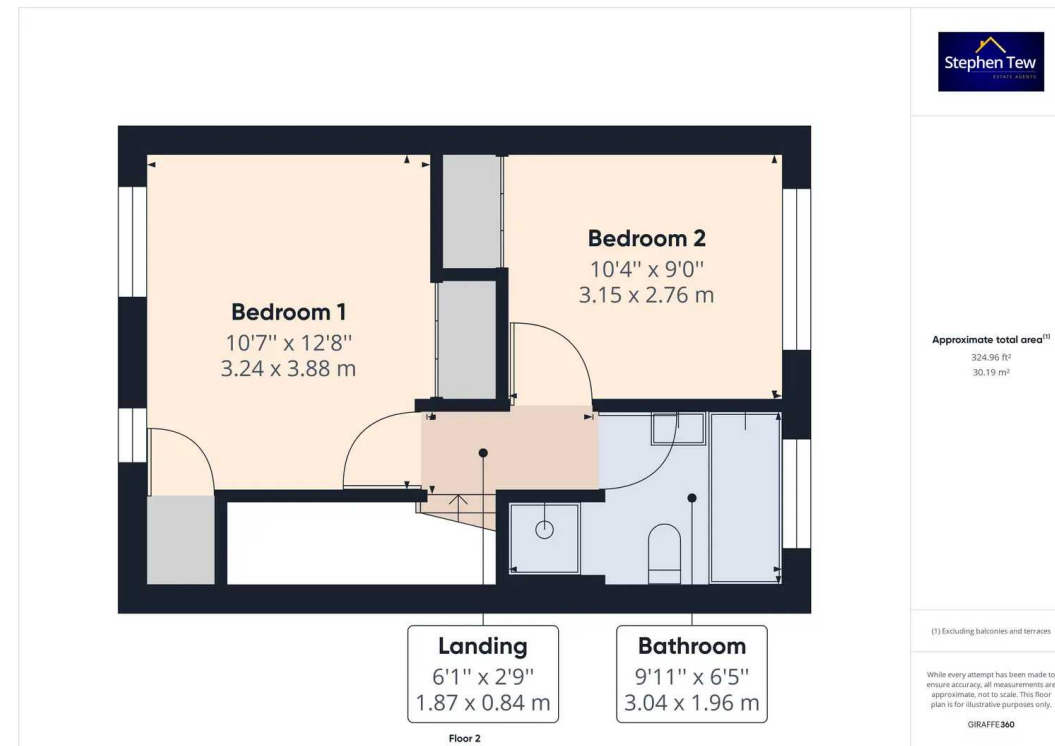 Stephen Tew
ESTATE AGENTS
Bedroom 1
10'7'' x 12'8''
3.24 x 3.88 m
Bedroom 2
10'4'' x 9'0''
3.15 x 2.76 m
Landing
6'1'' x 2'9''
1.87 x 0.84 m
Bathroom
9'11'' x 6'5''
3.04 x 1.96 m
Floor 2
Approximate total area(1)
324.96 ft²
30.19 m²
(1) Excluding balconies and terraces
While every attempt has been made to
ensure accuracy, all measurements are
approximate, not to scale. This floor
plan is for illustrative purposes only.
GIRAFFE360